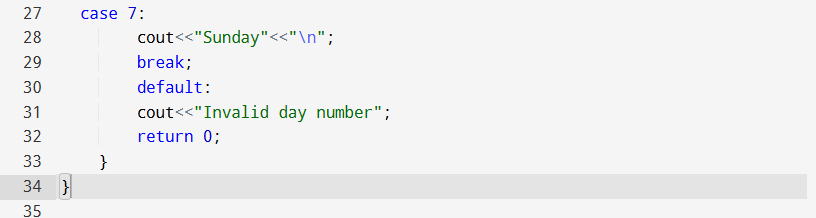 27 case 7:
28 cout<<"Sunday"<<"\n";
29 break;
30 default:
31 cout<<"Invalid day number";
32 return 0;
33 }
34 }
35